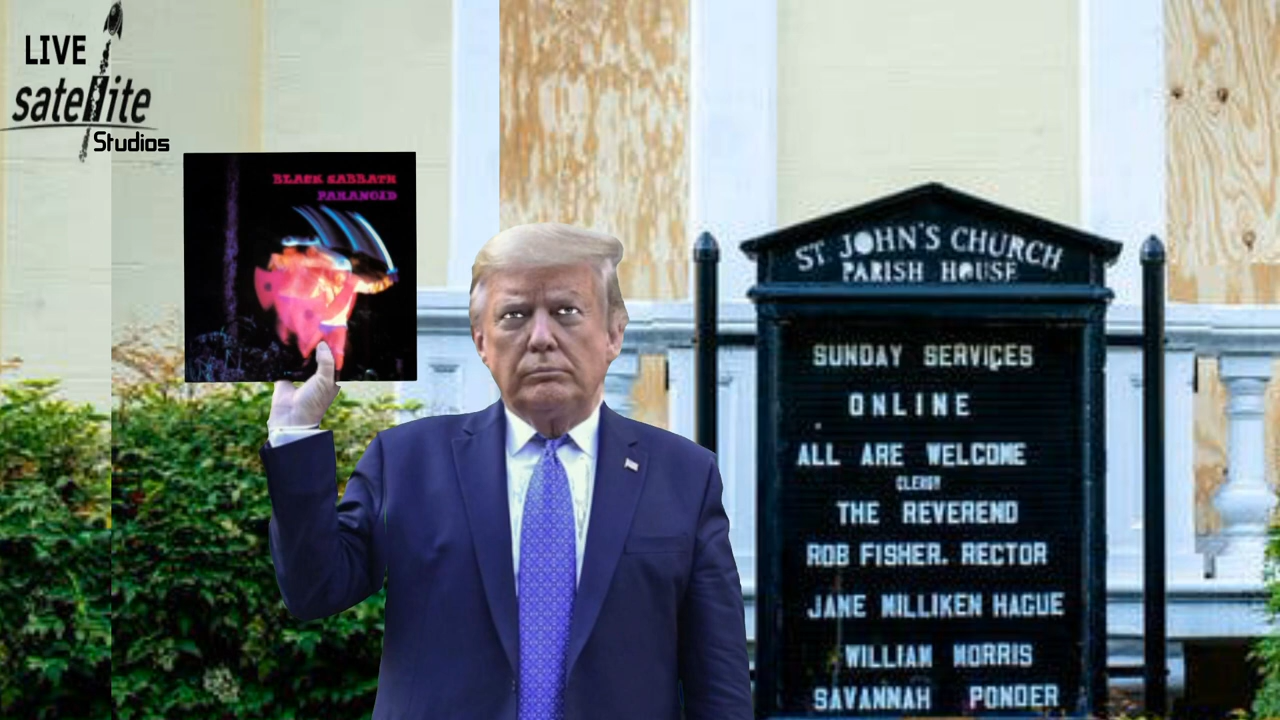 LIVE
satellite
Studios
BLACK SABBATH
PARANOID
ST. JOHN'S CHURCH
PARISH HOUSE
SUNDAY SERVICES
ONLINE
ALL ARE WELCOME
CLERGY
THE REVEREND
ROB FISHER. RECTOR
JANE MILLIKEN HAGUE
WILLIAM MORRIS
SAVANNAH PONDER